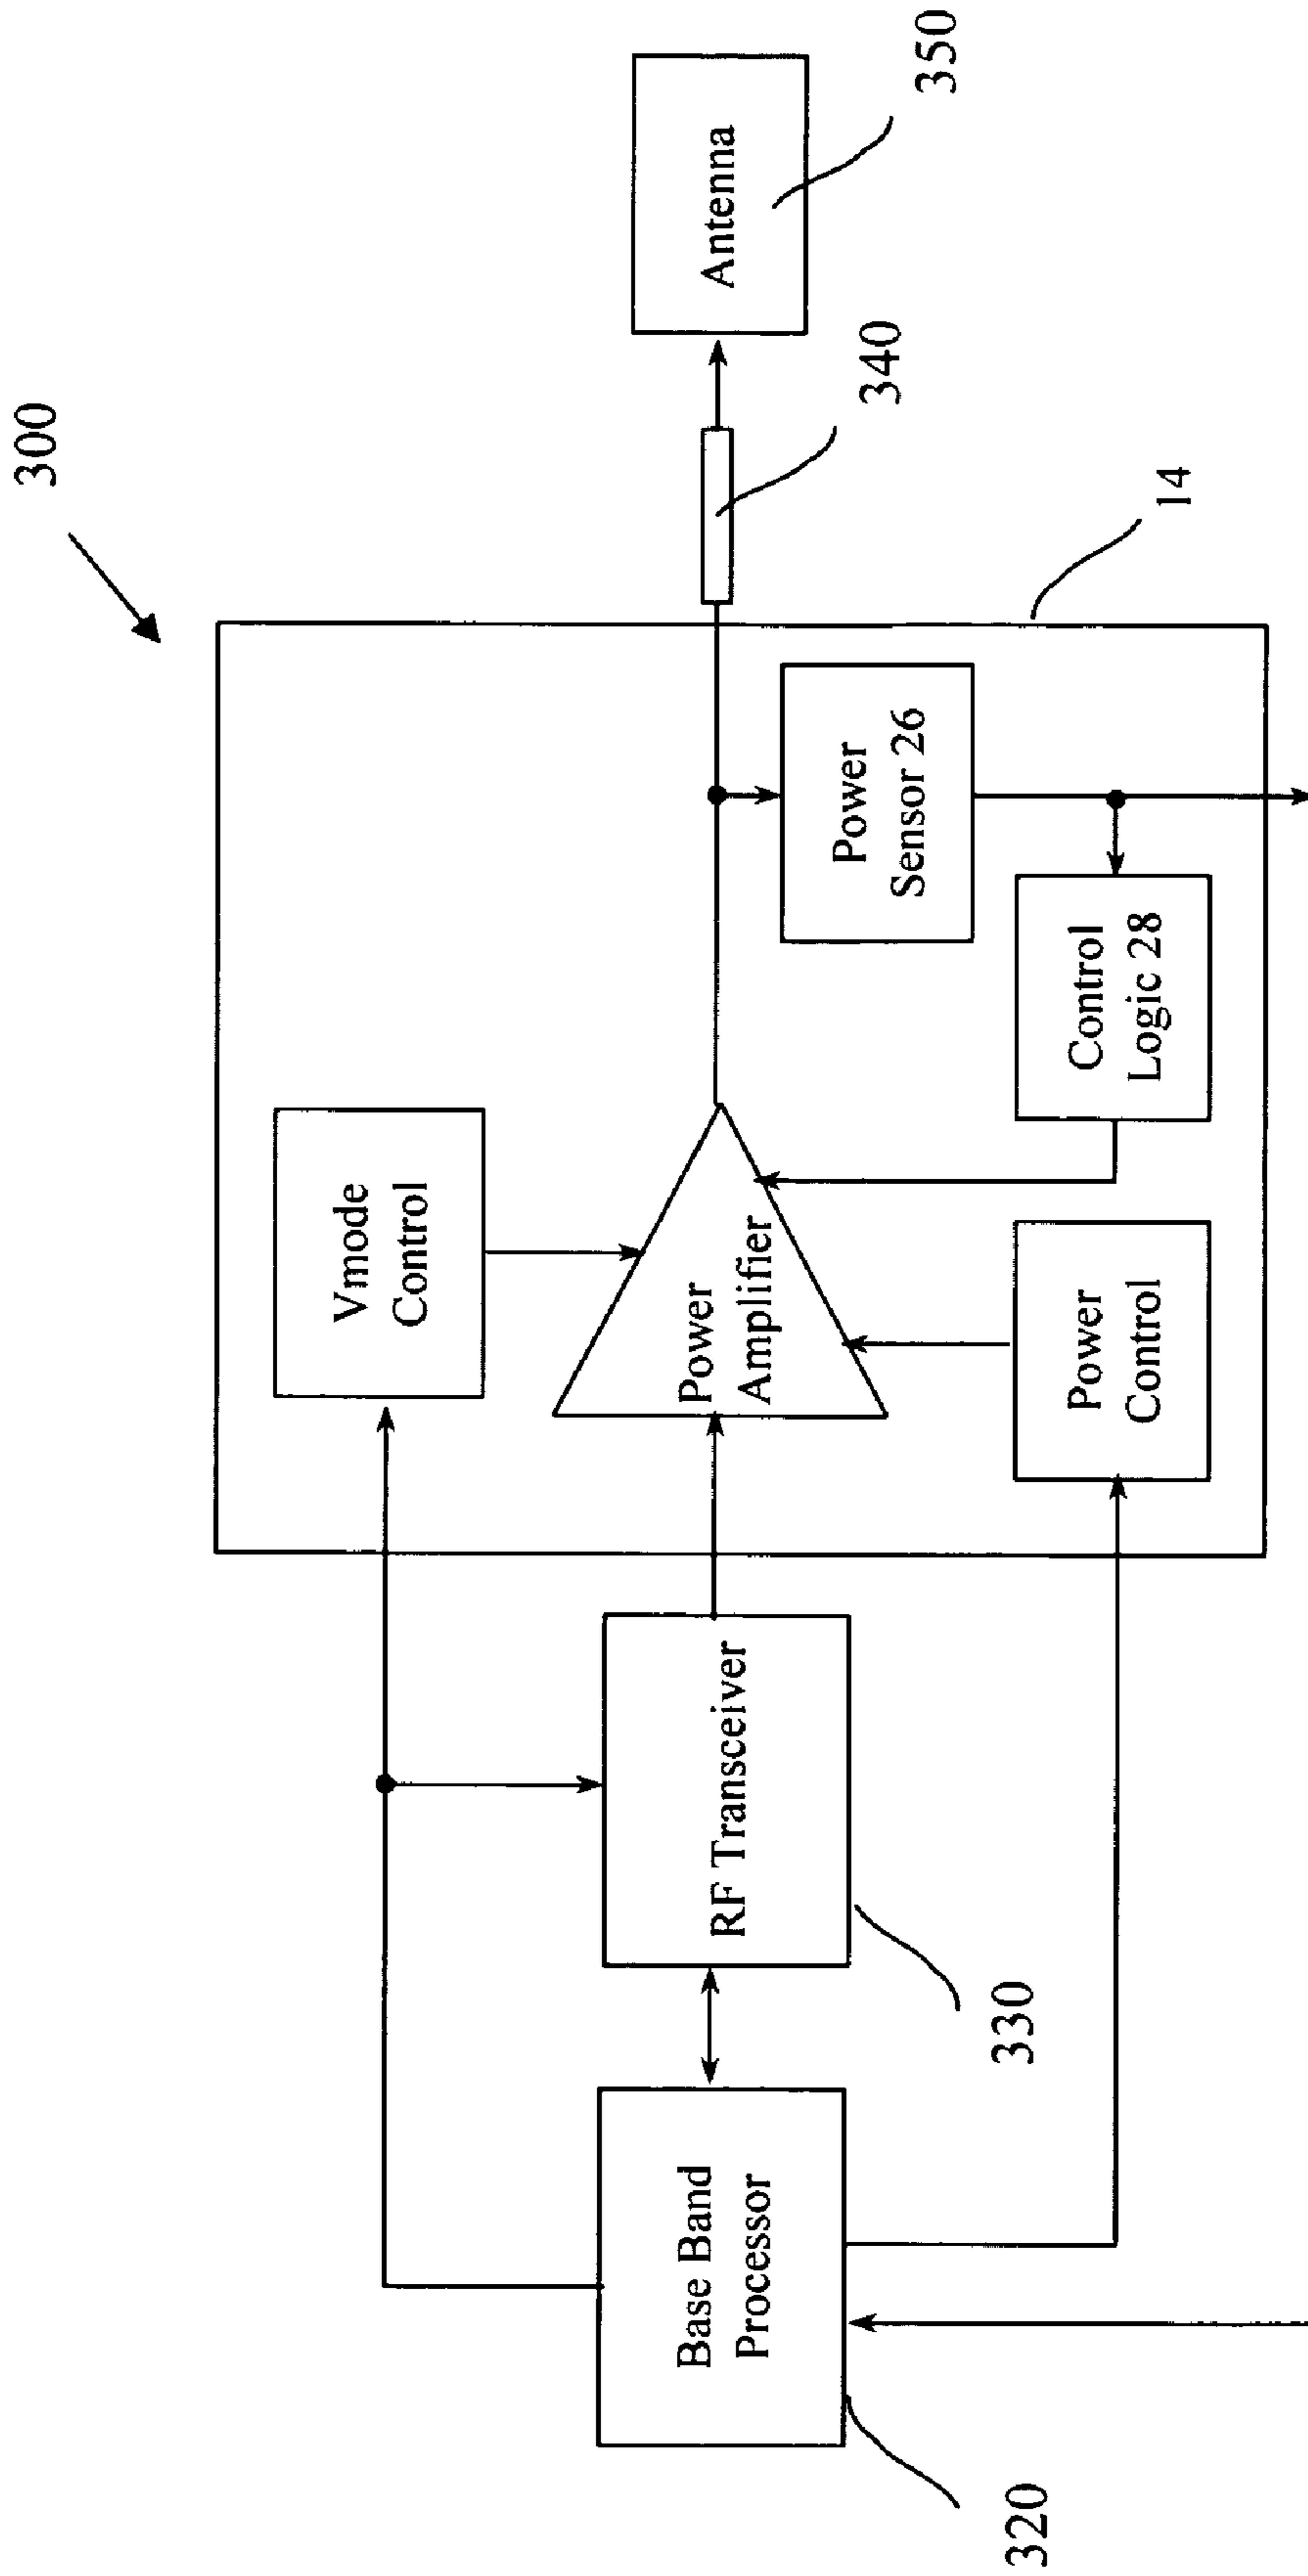 300
Vmode
Control
Base Band
Processor
320
RF Transceiver
330
Power
Amplifier
Power
Control
Control
Logic 28
Power
Sensor 26
14
340
Antenna
350